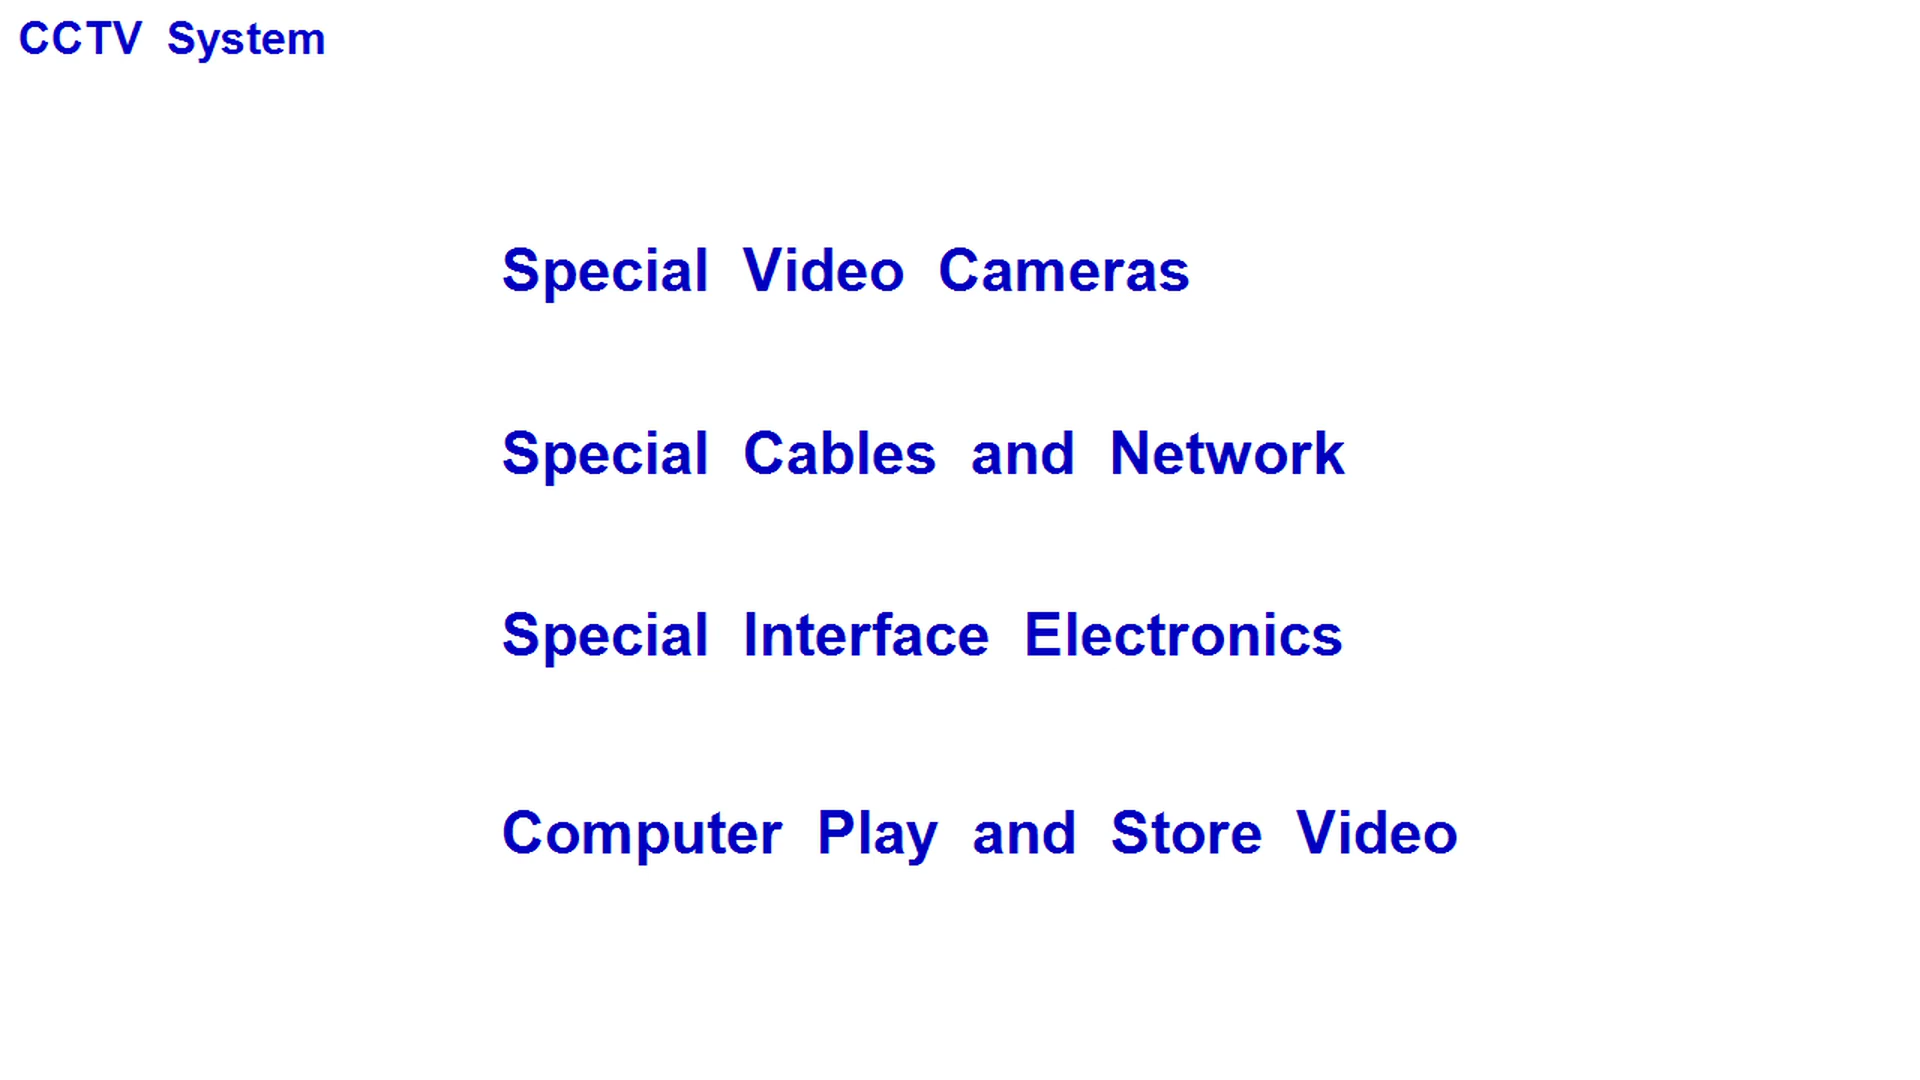 CCTV System
Special Video Cameras
Special Cables and Network
Special Interface Electronics
Computer Play and Store Video